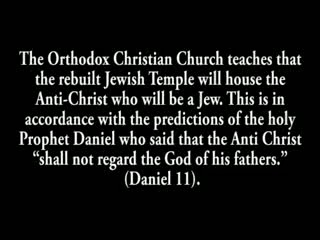 The Orthodox Christian Church teaches that
the rebuilt Jewish Temple will house the
Anti-Christ who will be a Jew. This is in
accordance with the predictions of the holy
Prophet Daniel who said that the Anti Christ
“shall not regard the God of his fathers.”
(Daniel 11).